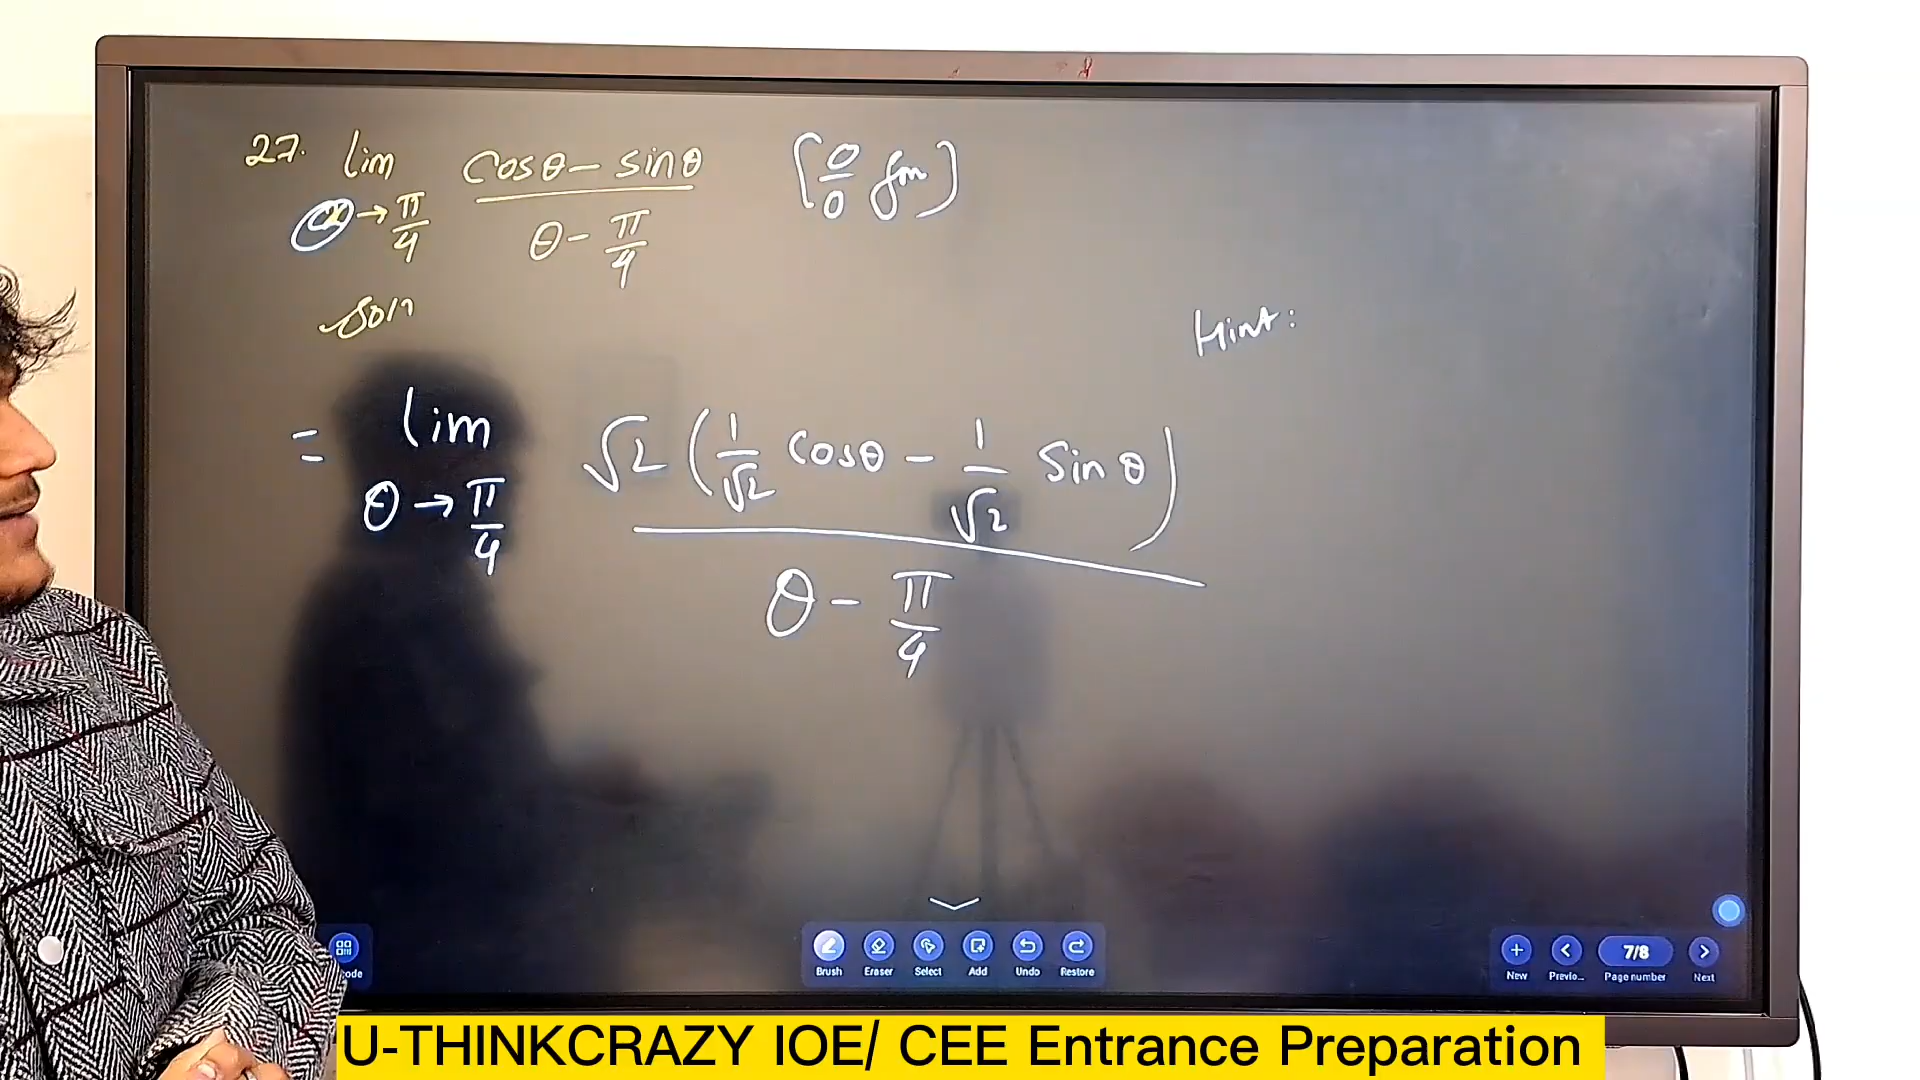 27. lim θ→π/4 (cosθ − sinθ)/(θ − π/4) [0/0 fm]
Soln
Hint:
= lim θ→π/4 √2 (1/√2 cosθ − 1/√2 sinθ)/(θ − π/4)
Brush Eraser Select Add Undo Restore
New Previo... 7/8 Page number Next
U-THINKCRAZY IOE/ CEE Entrance Preparation